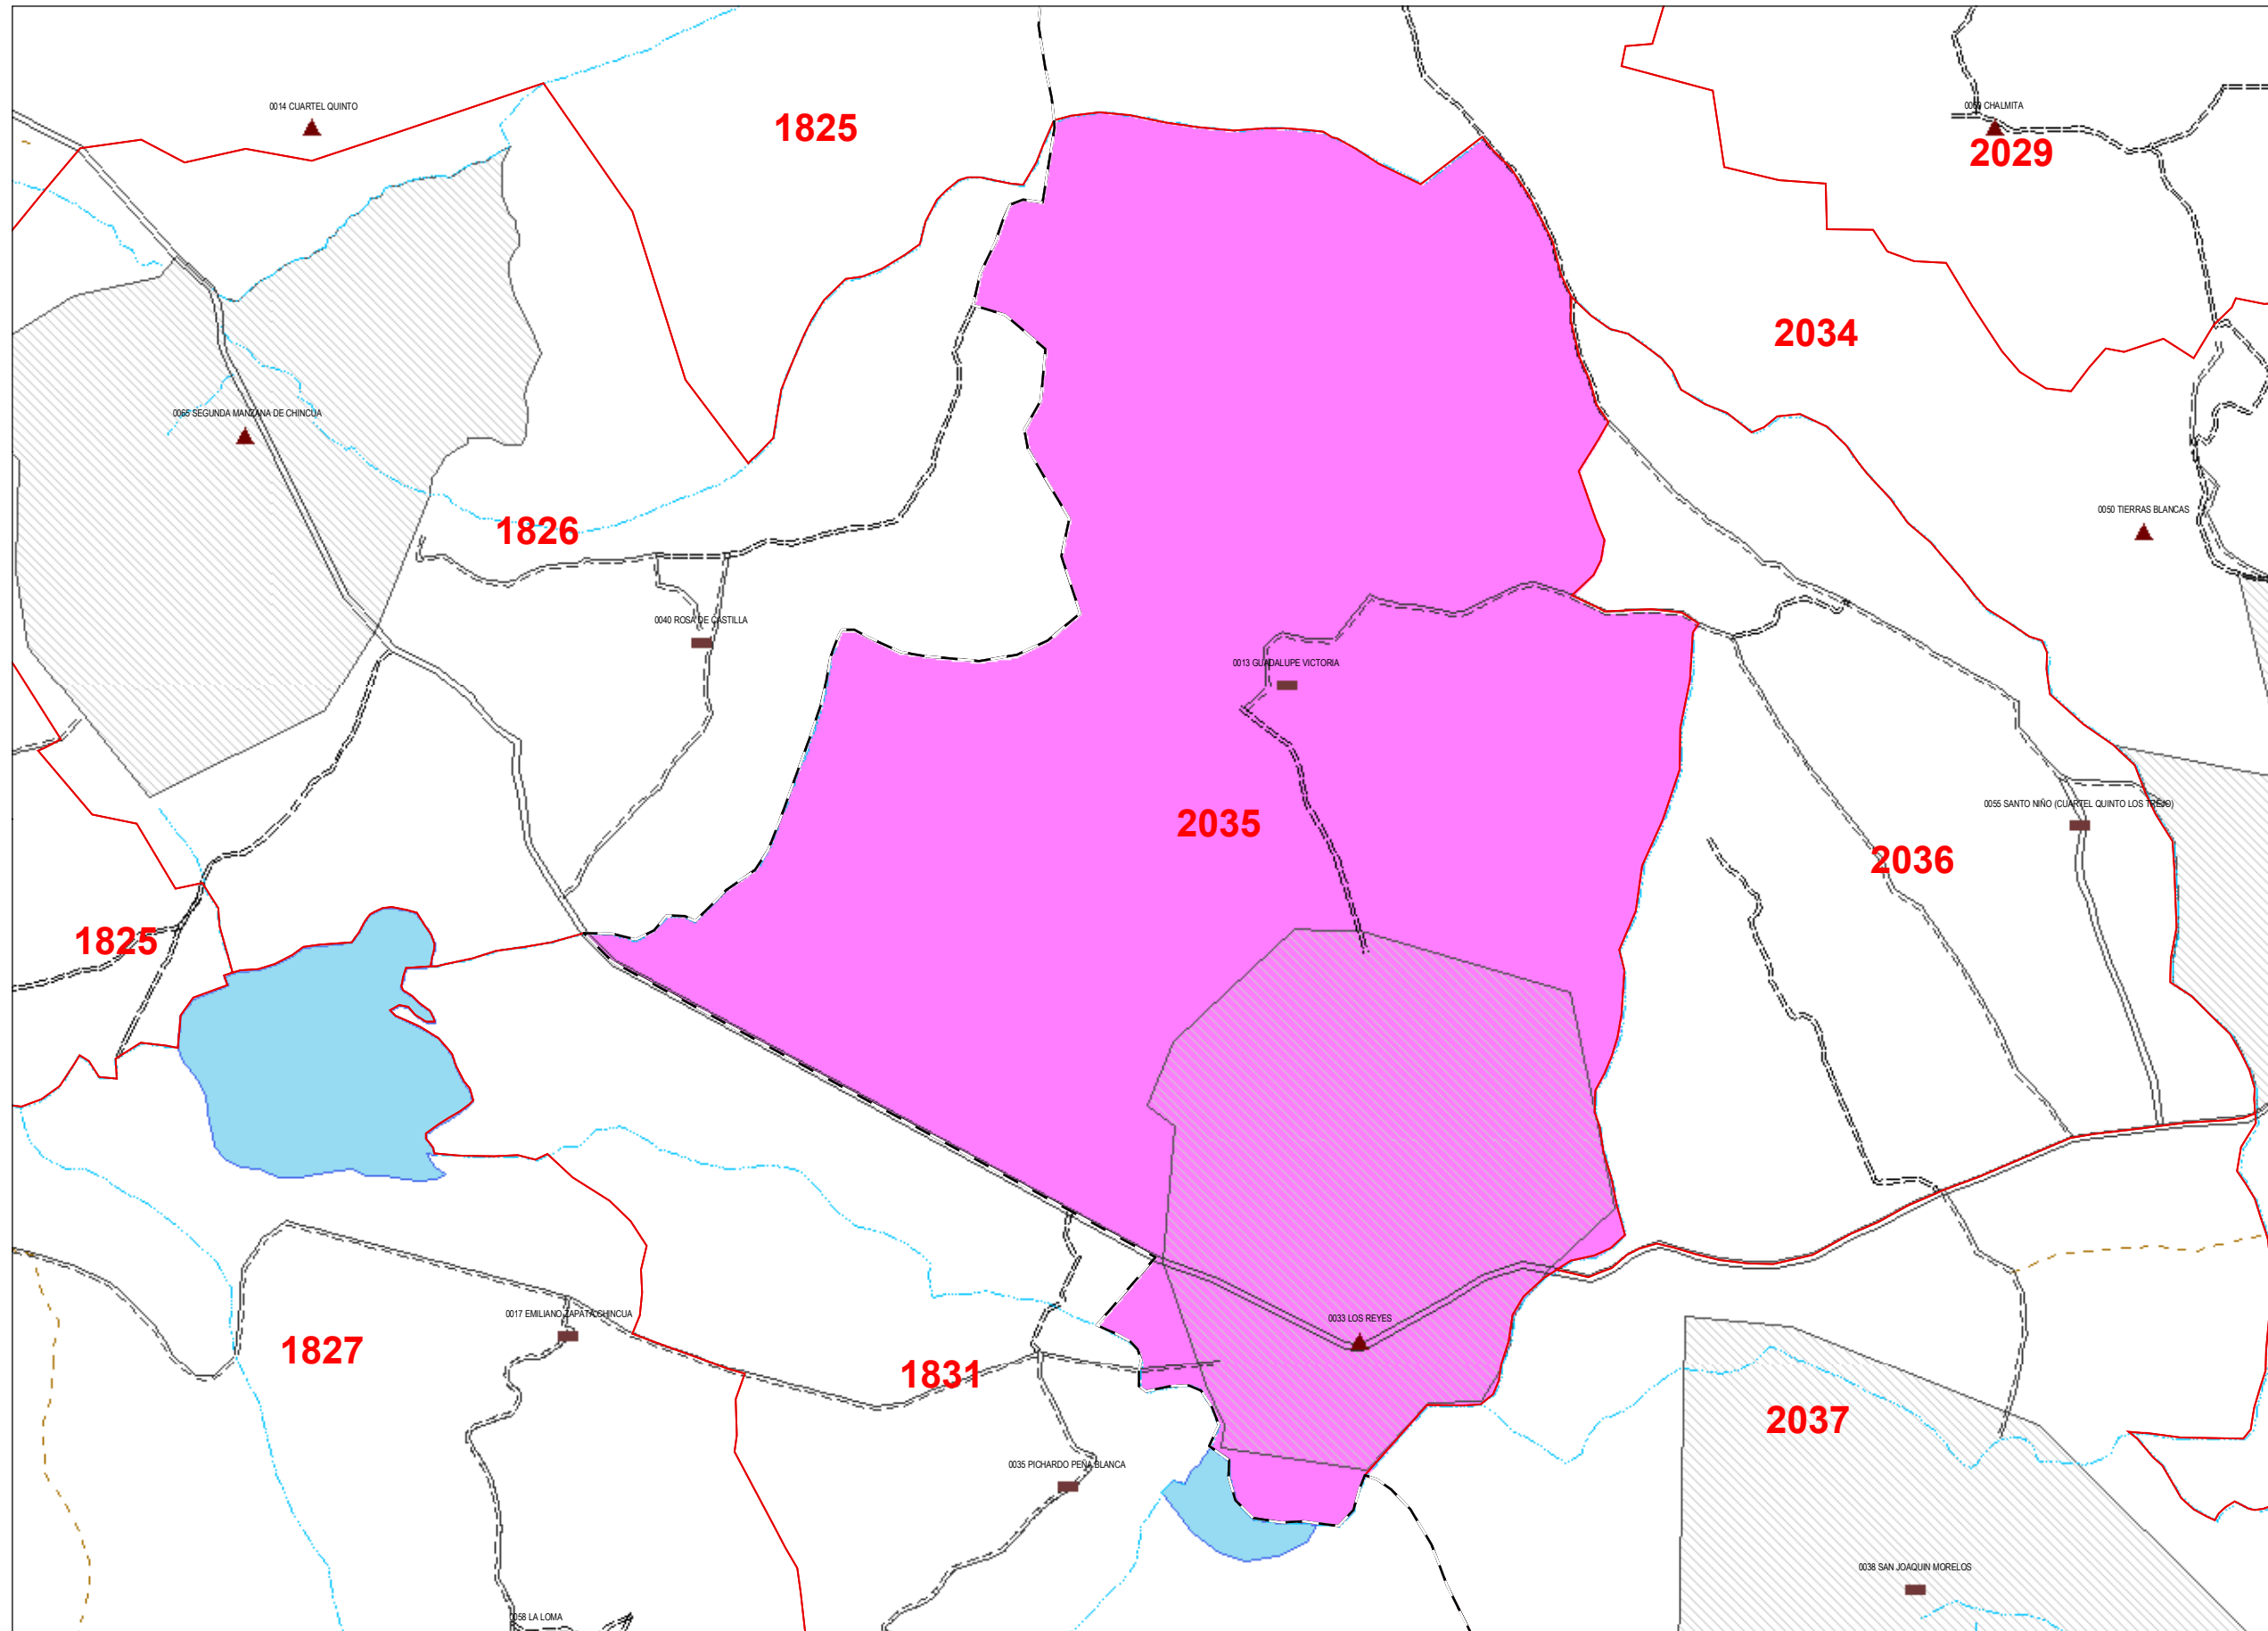 0014 CUARTEL QUINTO
1825
0060 CHALMITA
2029
2034
0065 SEGUNDA MANZANA DE CHINCUA
0050 TIERRAS BLANCAS
1826
0040 ROSA DE CASTILLA
0013 GUADALUPE VICTORIA
0055 SANTO NIÑO (CUARTEL QUINTO LOS TREJO)
2035
2036
1825
0017 EMILIANO ZAPATA CHINCUA
0033 LOS REYES
1827
1831
2037
0035 PICHARDO PEÑA BLANCA
0038 SAN JOAQUIN MORELOS
0058 LA LOMA